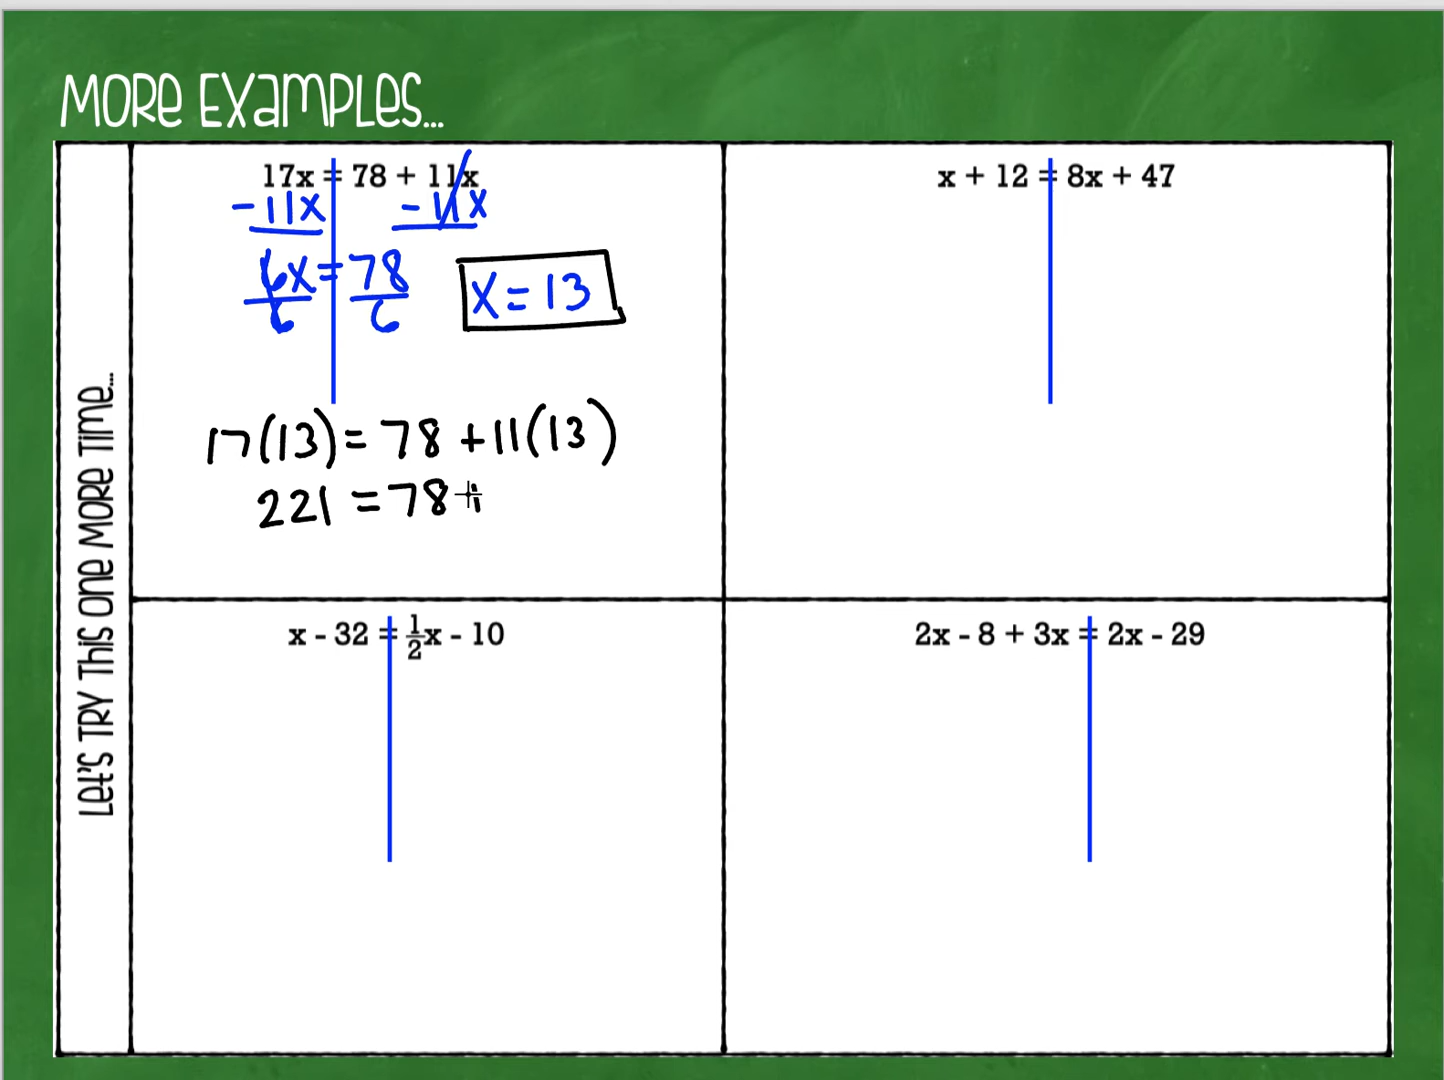 MORE EXAMPLES...
LET'S TRY THIS ONE MORE TIME...
17x = 78 + 11x
-11x -11x
6x = 78
6 6
x = 13
17(13) = 78 + 11(13)
221 = 78 +
x + 12 = 8x + 47
x - 32 = 1/2x - 10
2x - 8 + 3x = 2x - 29